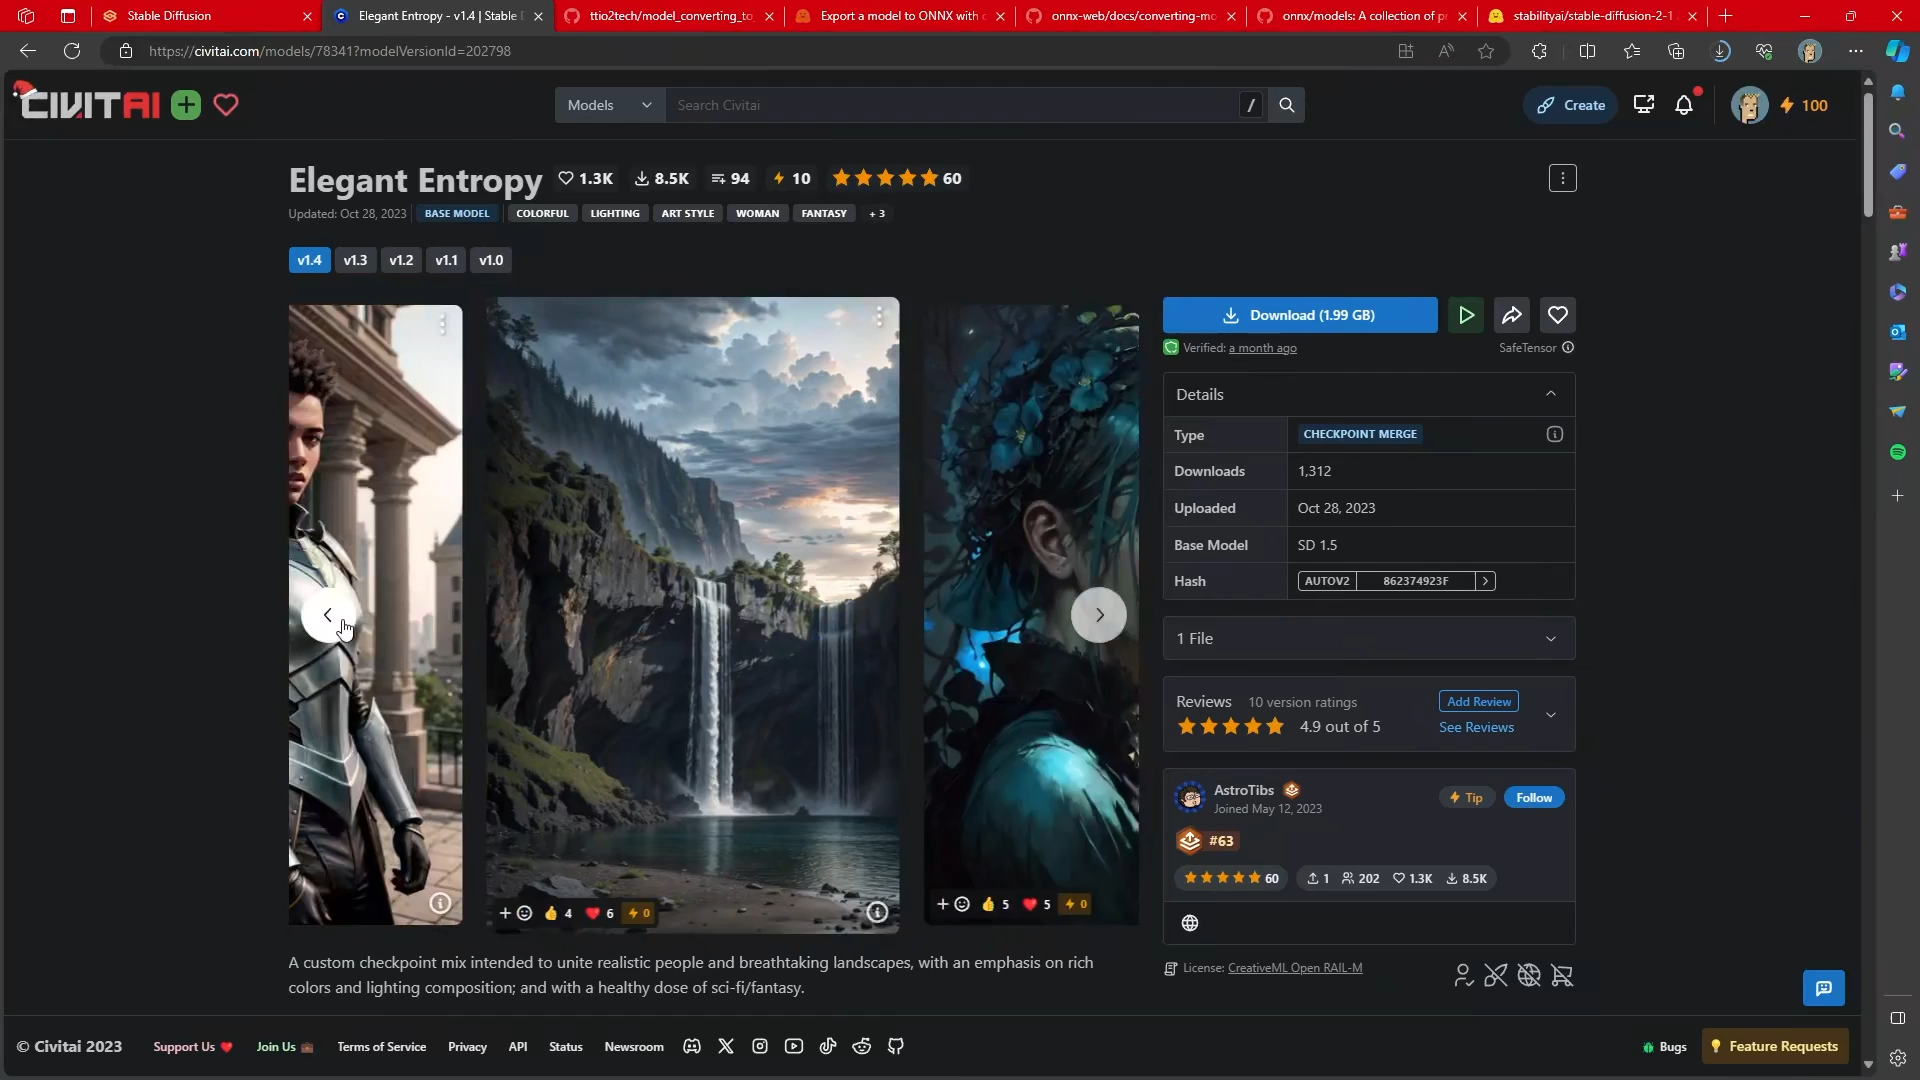 Stable Diffusion
Elegant Entropy - v1.4 | Stable D
ttio2tech/model_converting_to
Export a model to ONNX with o
onnx-web/docs/converting-mo
onnx/models: A collection of p
stabilityai/stable-diffusion-2-1
https://civitai.com/models/78341?modelVersionId=202798
CIVITAI
Models
Search Civitai
/
Create
100
Elegant Entropy
1.3K
8.5K
94
10
60
Updated: Oct 28, 2023
BASE MODEL
COLORFUL
LIGHTING
ART STYLE
WOMAN
FANTASY
+ 3
v1.4
v1.3
v1.2
v1.1
v1.0
Download (1.99 GB)
Verified: a month ago
SafeTensor
Details
Type
CHECKPOINT MERGE
Downloads
1,312
Uploaded
Oct 28, 2023
Base Model
SD 1.5
Hash
AUTOV2
862374923F
1 File
Reviews
10 version ratings
Add Review
4.9 out of 5
See Reviews
AstroTibs
Joined May 12, 2023
Tip
Follow
#63
60
1
202
1.3K
8.5K
4
6
0
5
5
0
A custom checkpoint mix intended to unite realistic people and breathtaking landscapes, with an emphasis on rich
colors and lighting composition; and with a healthy dose of sci-fi/fantasy.
License: CreativeML Open RAIL-M
© Civitai 2023
Support Us
Join Us
Terms of Service
Privacy
API
Status
Newsroom
Bugs
Feature Requests